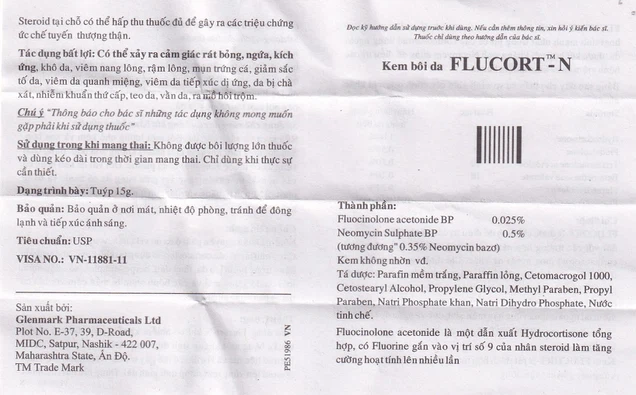 Steroid tại chỗ có thể hấp thu thuốc đủ để gây ra các triệu chứng
ức chế tuyến thượng thận.
Tác dụng bất lợi: Có thể xảy ra cảm giác rát bỏng, ngứa, kích
ứng, khô da, viêm nang lông, rậm lông, mụn trứng cá, giảm sắc
tố da, viêm da quanh miệng, viêm da tiếp xúc dị ứng, da bị chà
xát, nhiễm khuẩn thứ cấp, teo da, vằn da, ra mồ hôi trộm.
Chú ý "Thông báo cho bác sĩ những tác dụng không mong muốn
gặp phải khi sử dụng thuốc"
Sử dụng trong khi mang thai: Không được bôi lượng lớn thuốc
và dùng kéo dài trong thời gian mang thai. Chỉ dùng khi thực sự
cần thiết.
Dạng trình bày: Tuýp 15g.
Bảo quản: Bảo quản ở nơi mát, nhiệt độ phòng, tránh để đông
lạnh và tiếp xúc ánh sáng.
Tiêu chuẩn: USP
VISA NO.: VN-11881-11
Sản xuất bởi:
Glenmark Pharmaceuticals Ltd
Plot No. E-37, 39, D-Road,
MIDC, Satpur, Nashik - 422 007,
Maharashtra State, Ấn Độ.
TM Trade Mark
PE51986 VN
Đọc kỹ hướng dẫn sử dụng trước khi dùng. Nếu cần thêm thông tin, xin hỏi ý kiến bác sĩ.
Thuốc chỉ dùng theo hướng dẫn của bác sĩ.
Kem bôi da FLUCORT™-N
Thành phần:
Fluocinolone acetonide BP 0.025%
Neomycin Sulphate BP 0.5%
(tương đương" 0.35% Neomycin bazơ)
Kem không nhờn vđ.
Tá dược: Parafin mềm trắng, Paraffin lỏng, Cetomacrogol 1000,
Cetostearyl Alcohol, Propylene Glycol, Methyl Paraben, Propyl
Paraben, Natri Phosphate khan, Natri Dihydro Phosphate, Nước
tinh chế.
Fluocinolone acetonide là một dẫn xuất Hydrocortisone tổng
hợp, có Fluorine gắn vào vị trí số 9 của nhân steroid làm tăng
cường hoạt tính lên nhiều lần